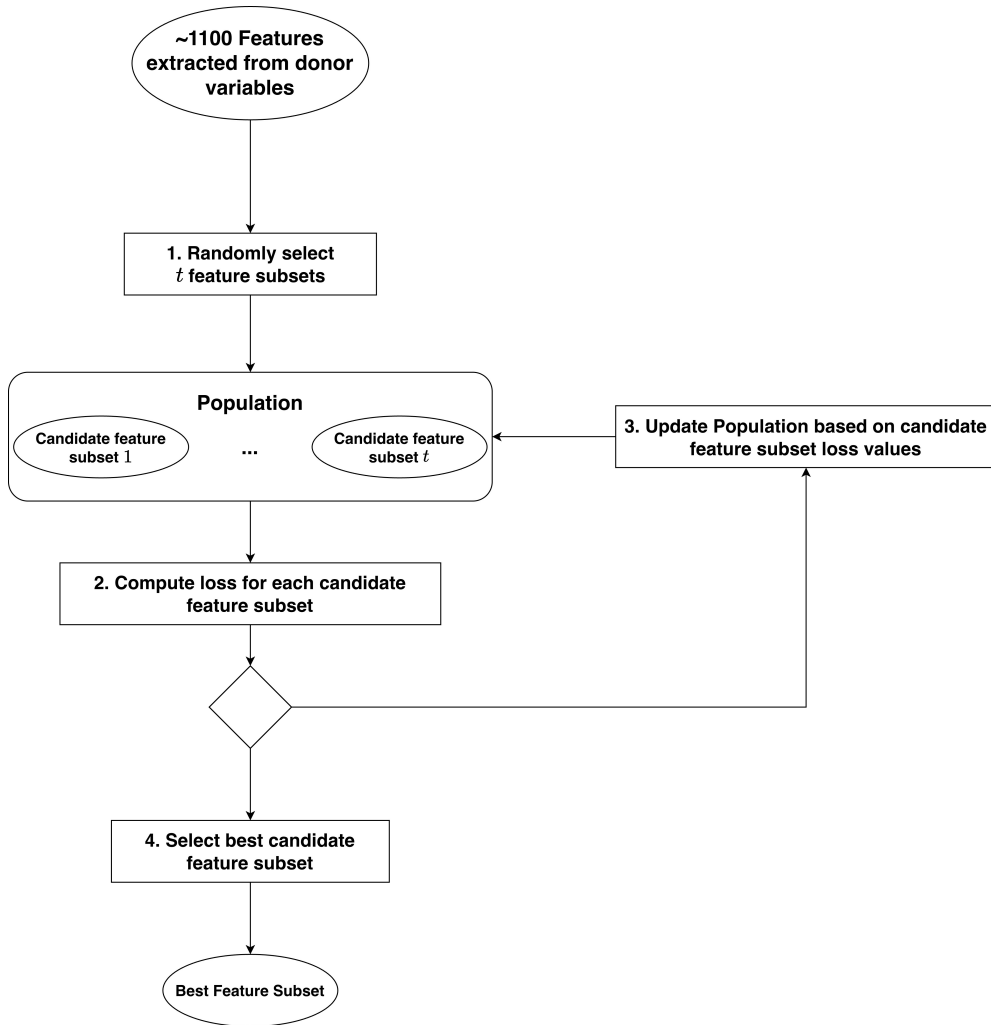 ~1100 Features
extracted from donor
variables
1. Randomly select
t feature subsets
Population
Candidate feature
subset 1
...
Candidate feature
subset t
3. Update Population based on candidate
feature subset loss values
2. Compute loss for each candidate
feature subset
4. Select best candidate
feature subset
Best Feature Subset